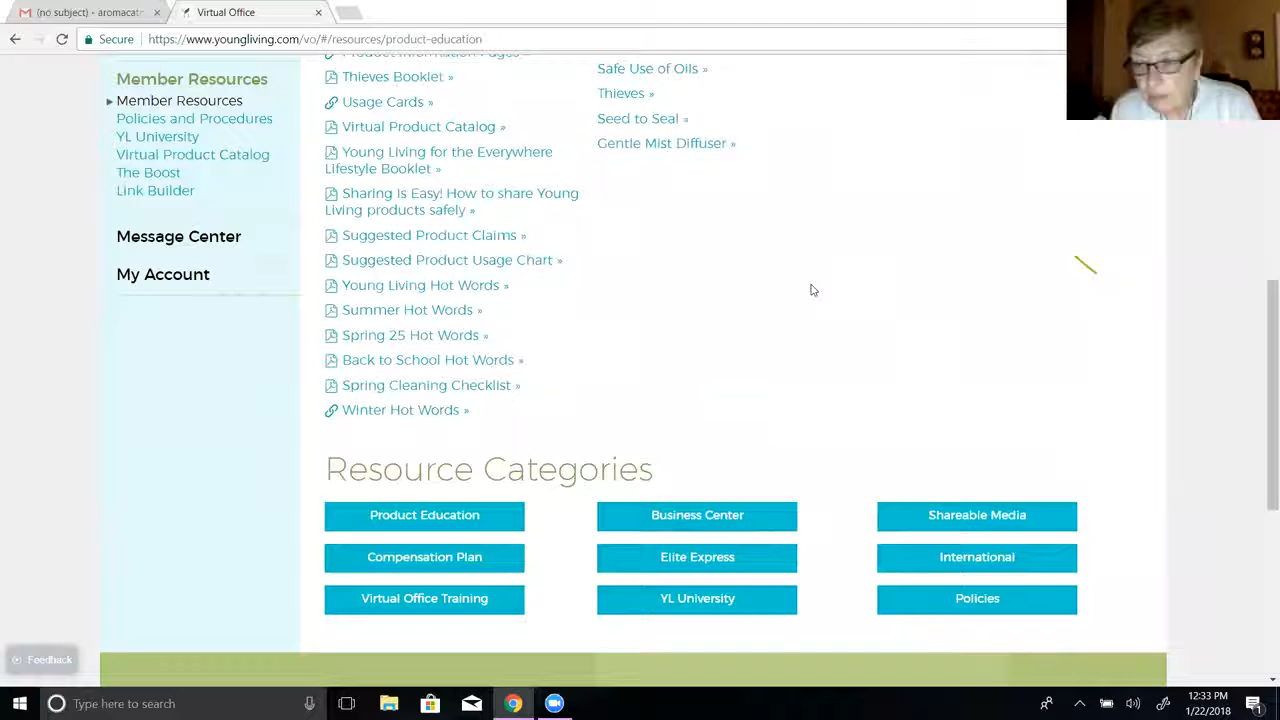 (no subject) - aromacat
Virtual Office
Secure
https://www.youngliving.com/vo/#/resources/product-education
Member Resources
Member Resources
Policies and Procedures
YL University
Virtual Product Catalog
The Boost
Link Builder
Message Center
My Account
Product Information Pages »
Thieves Booklet »
Usage Cards »
Virtual Product Catalog »
Young Living for the Everywhere
Lifestyle Booklet »
Sharing Is Easy! How to share Young
Living products safely »
Suggested Product Claims »
Suggested Product Usage Chart »
Young Living Hot Words »
Summer Hot Words »
Spring 25 Hot Words »
Back to School Hot Words »
Spring Cleaning Checklist »
Winter Hot Words »
Safe Use of Oils »
Thieves »
Seed to Seal »
Gentle Mist Diffuser »
Resource Categories
Product Education
Business Center
Shareable Media
Compensation Plan
Elite Express
International
Virtual Office Training
YL University
Policies
Feedback
Type here to search
12:33 PM
1/22/2018
1